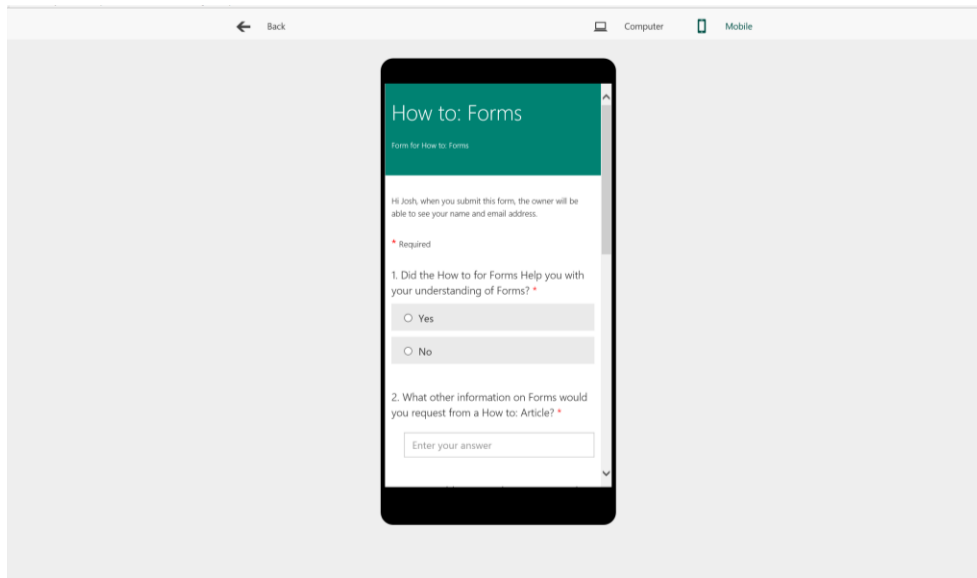 Back
Computer
Mobile
How to: Forms
Form for How to: Forms
Hi Josh, when you submit this form, the owner will be
able to see your name and email address.
* Required
1. Did the How to for Forms Help you with
your understanding of Forms? *
Yes
No
2. What other information on Forms would
you request from a How to: Article? *
Enter your answer